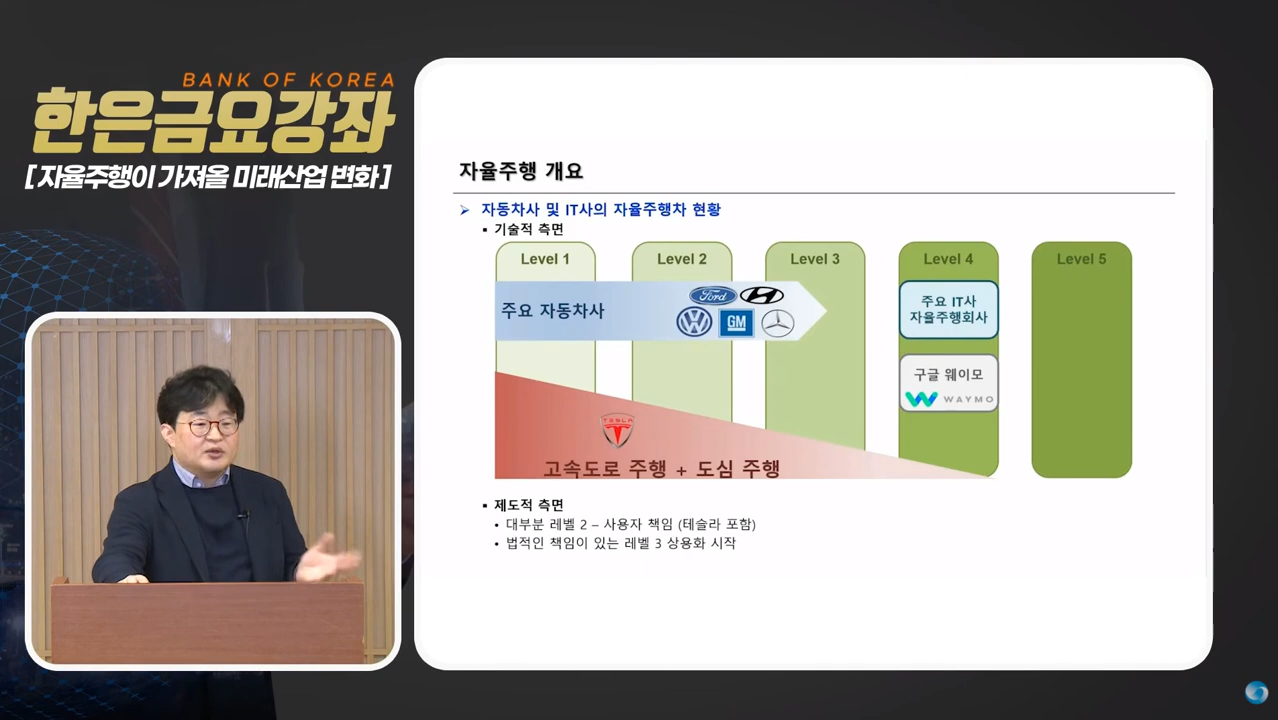 BANK OF KOREA
한은금요강좌
[ 자율주행이 가져올 미래산업 변화 ]
자율주행 개요
➢ 자동차사 및 IT사의 자율주행차 현황
▪ 기술적 측면
Level 1
Level 2
Level 3
Level 4
Level 5
주요 자동차사
Ford
GM
주요 IT사
자율주행회사
구글 웨이모
WAYMO
TESLA
고속도로 주행 + 도심 주행
▪ 제도적 측면
• 대부분 레벨 2 – 사용자 책임 (테슬라 포함)
• 법적인 책임이 있는 레벨 3 상용화 시작